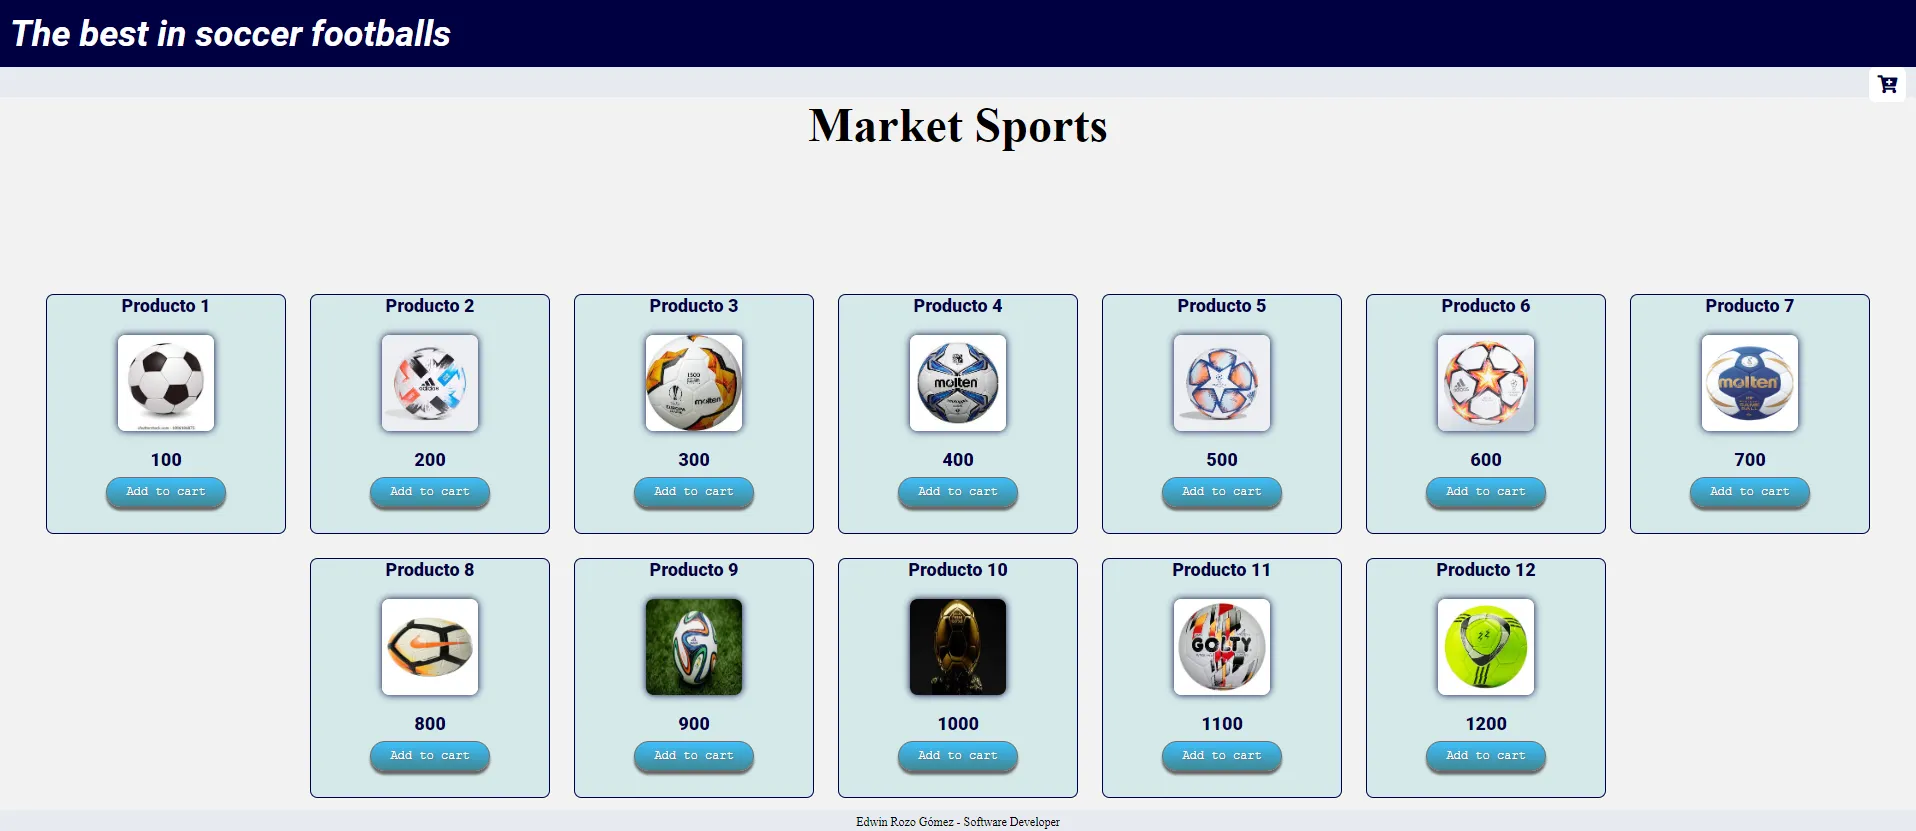 The best in soccer footballs
Market Sports
Producto 1
Producto 2
Producto 3
Producto 4
Producto 5
Producto 6
Producto 7
adidas
molten
molten
molten
100
200
300
400
500
600
700
Add to cart
Add to cart
Add to cart
Add to cart
Add to cart
Add to cart
Add to cart
Producto 8
Producto 9
Producto 10
Producto 11
Producto 12
GOLTY
800
900
1000
1100
1200
Add to cart
Add to cart
Add to cart
Add to cart
Add to cart
Edwin Rozo Gómez - Software Developer